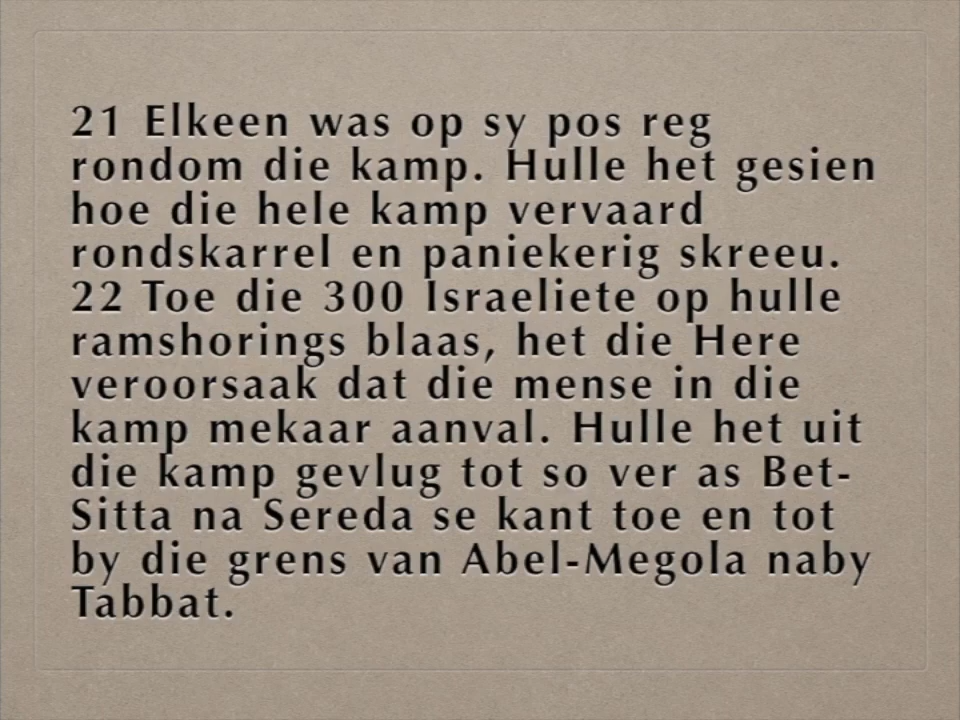 21 Elkeen was op sy pos reg
rondom die kamp. Hulle het gesien
hoe die hele kamp vervaard
rondskarrel en paniekerig skreeu.
22 Toe die 300 Israeliete op hulle
ramshorings blaas, het die Here
veroorsaak dat die mense in die
kamp mekaar aanval. Hulle het uit
die kamp gevlug tot so ver as Bet-
Sitta na Sereda se kant toe en tot
by die grens van Abel-Megola naby
Tabbat.